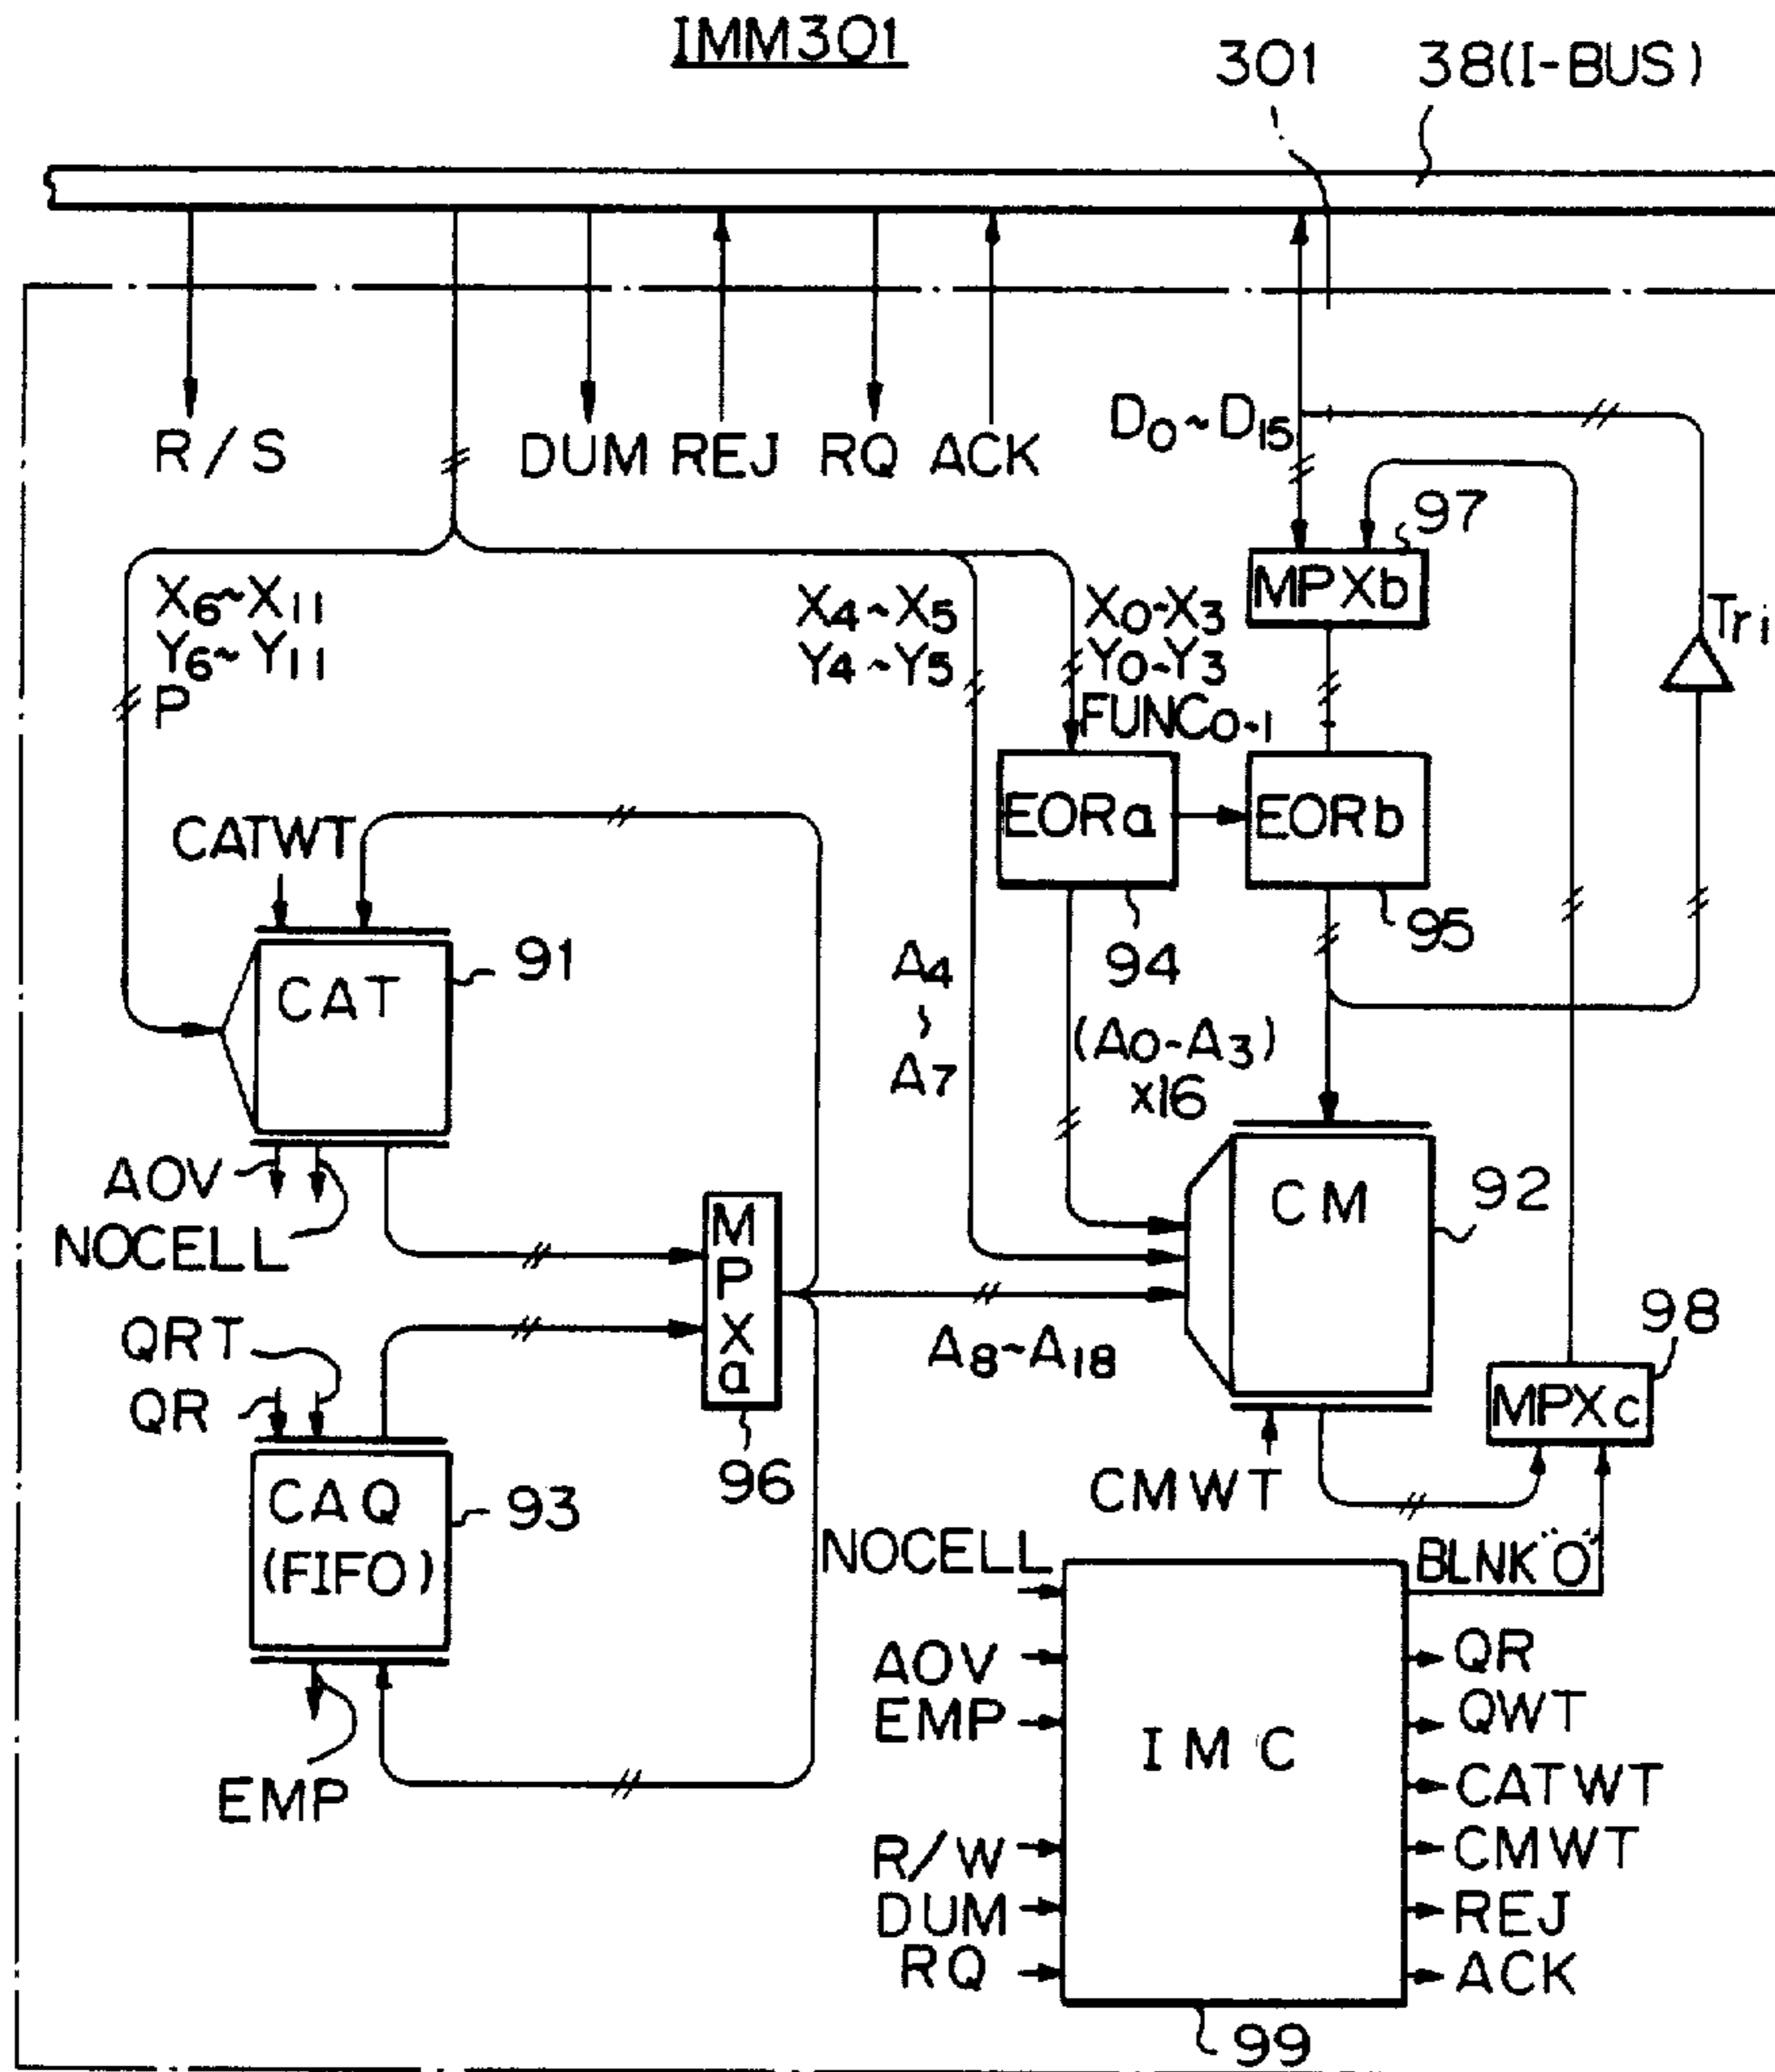 IMM301
301 38(I-BUS)
R/S DUM REJ RQ ACK D0~D15
97
MPXb
Tri
X6~X11
Y6~Y11
P
X4~X5
Y4~Y5
X0~X3
Y0~Y3
FUNC0~1
EORa
EORb
94
95
CATWT
CAT
91
A4
~
A7
(A0-A3)
x16
AOV
NOCELL
MPXa
96
CM
92
A8~A18
98
MPXc
QRT
QR
CAQ
(FIFO)
93
CMWT
EMP
BLNK"0"
NOCELL
AOV
EMP
R/W
DUM
RQ
IMC
QR
QWT
CATWT
CMWT
REJ
ACK
99